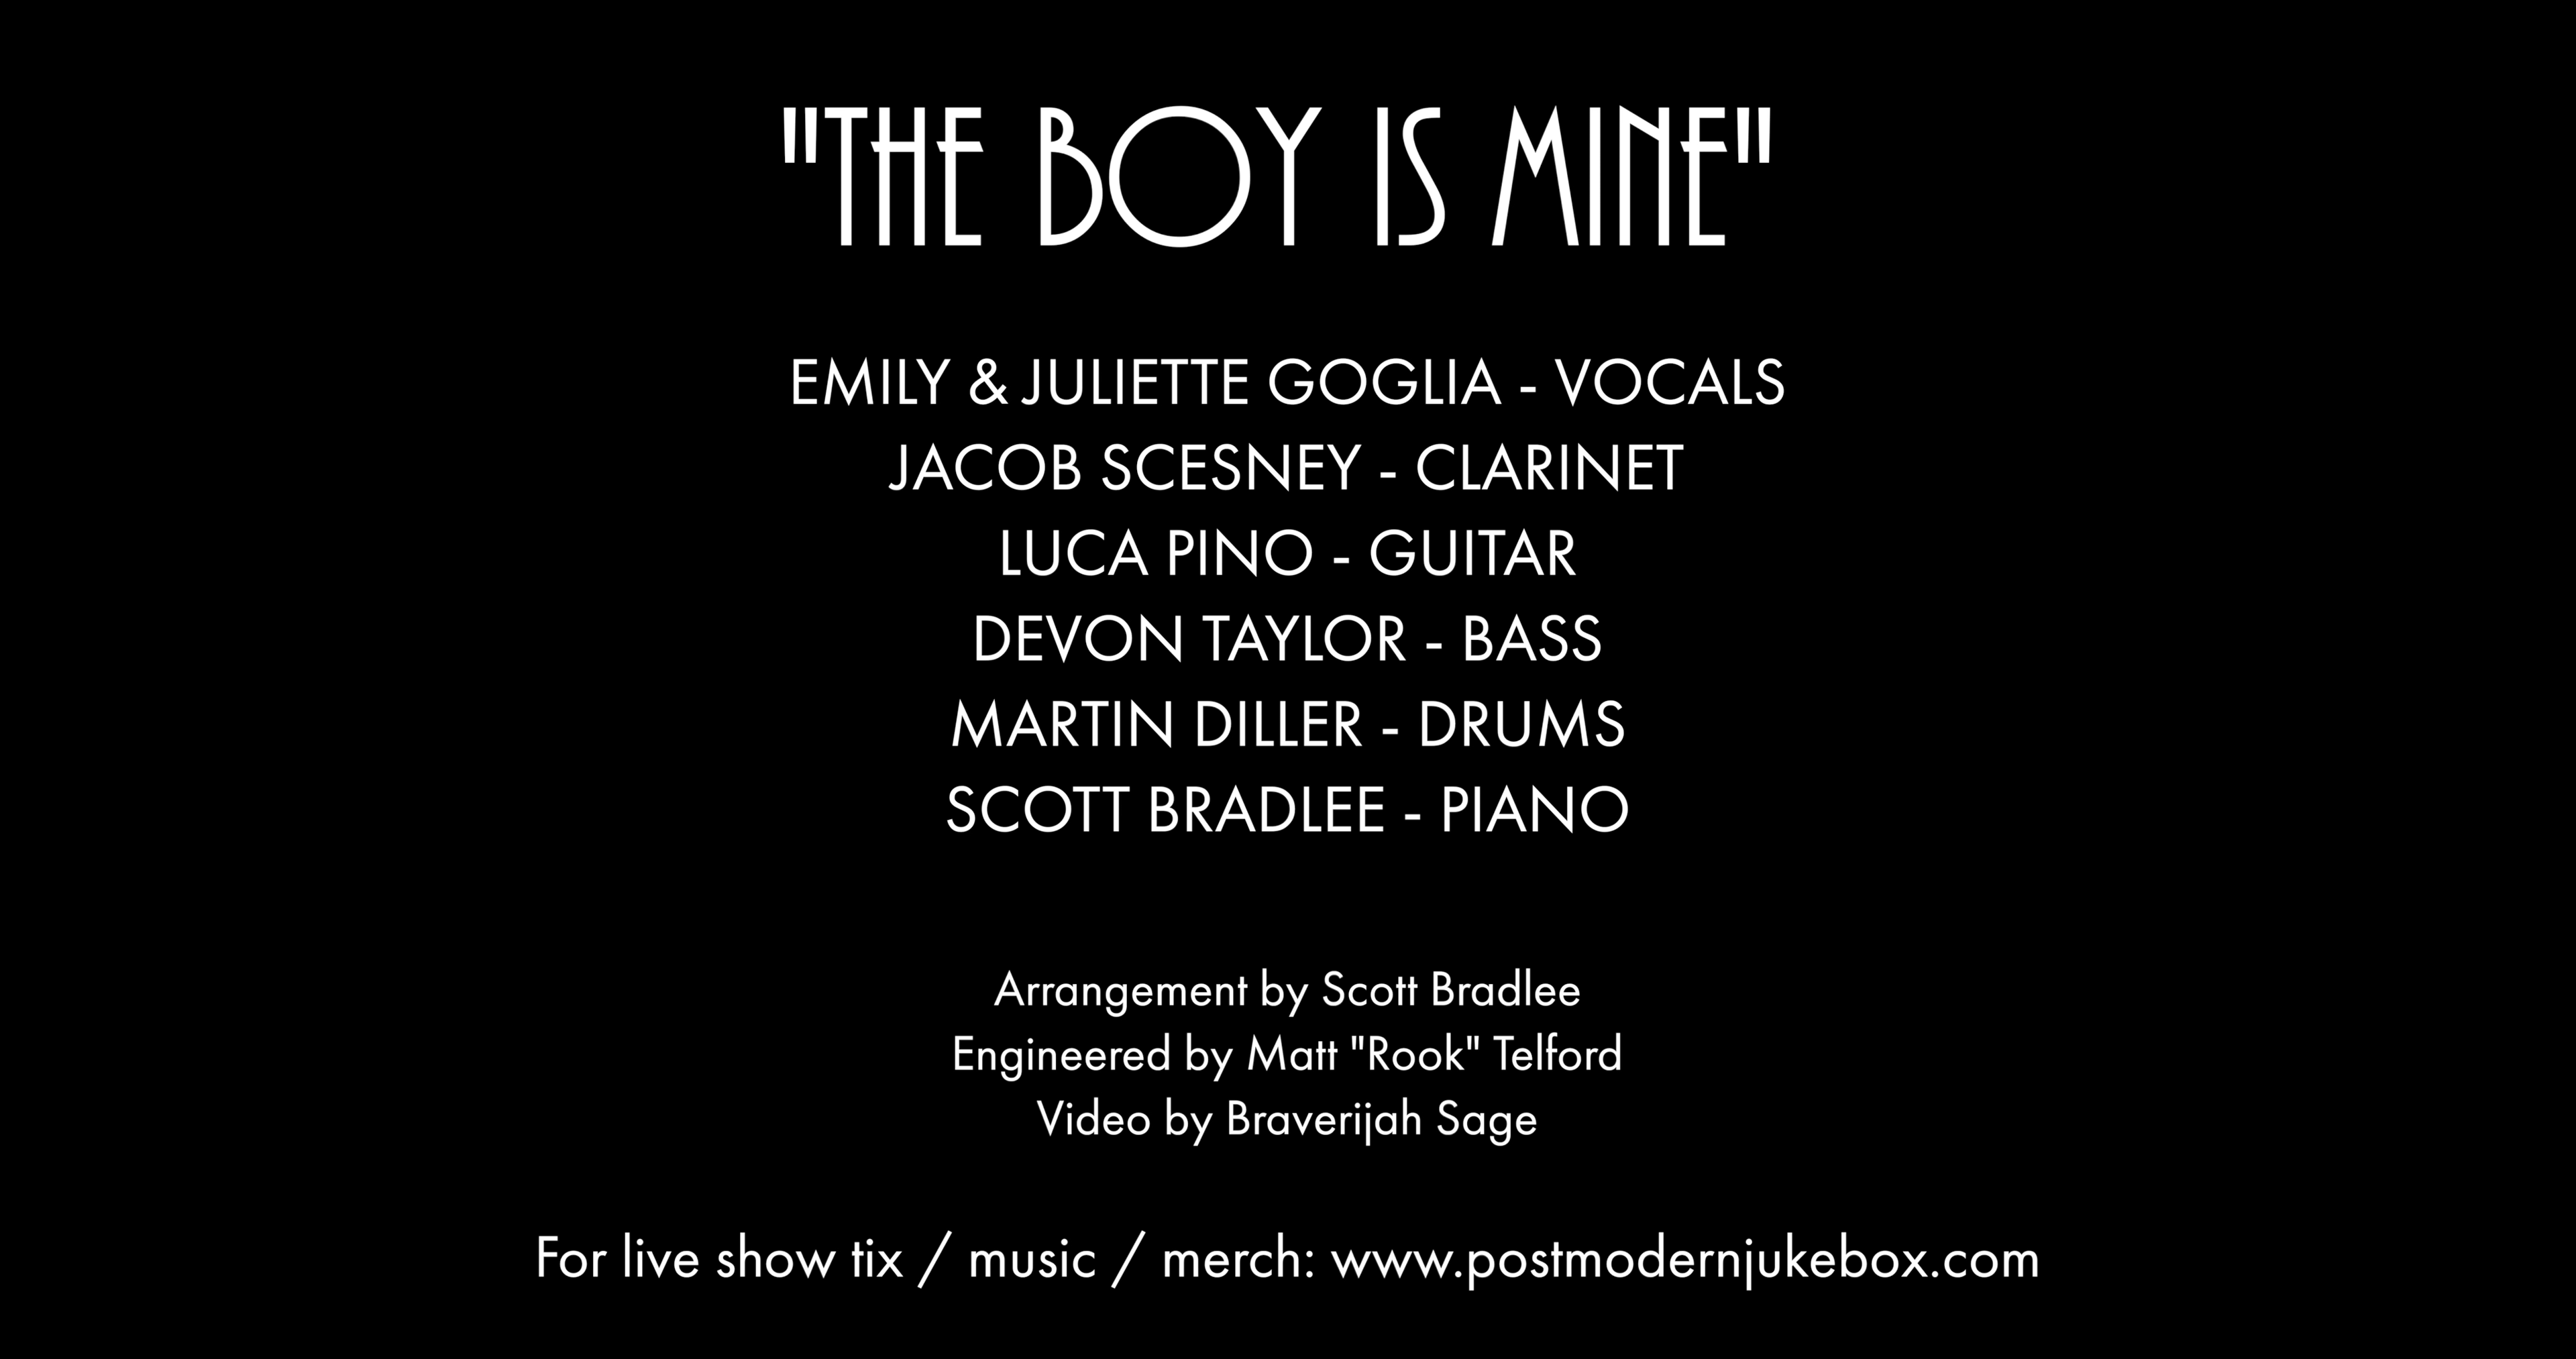 "THE BOY IS MINE"
EMILY & JULIETTE GOGLIA - VOCALS
JACOB SCESNEY - CLARINET
LUCA PINO - GUITAR
DEVON TAYLOR - BASS
MARTIN DILLER - DRUMS
SCOTT BRADLEE - PIANO
Arrangement by Scott Bradlee
Engineered by Matt "Rook" Telford
Video by Braverijah Sage
For live show tix / music / merch: www.postmodernjukebox.com